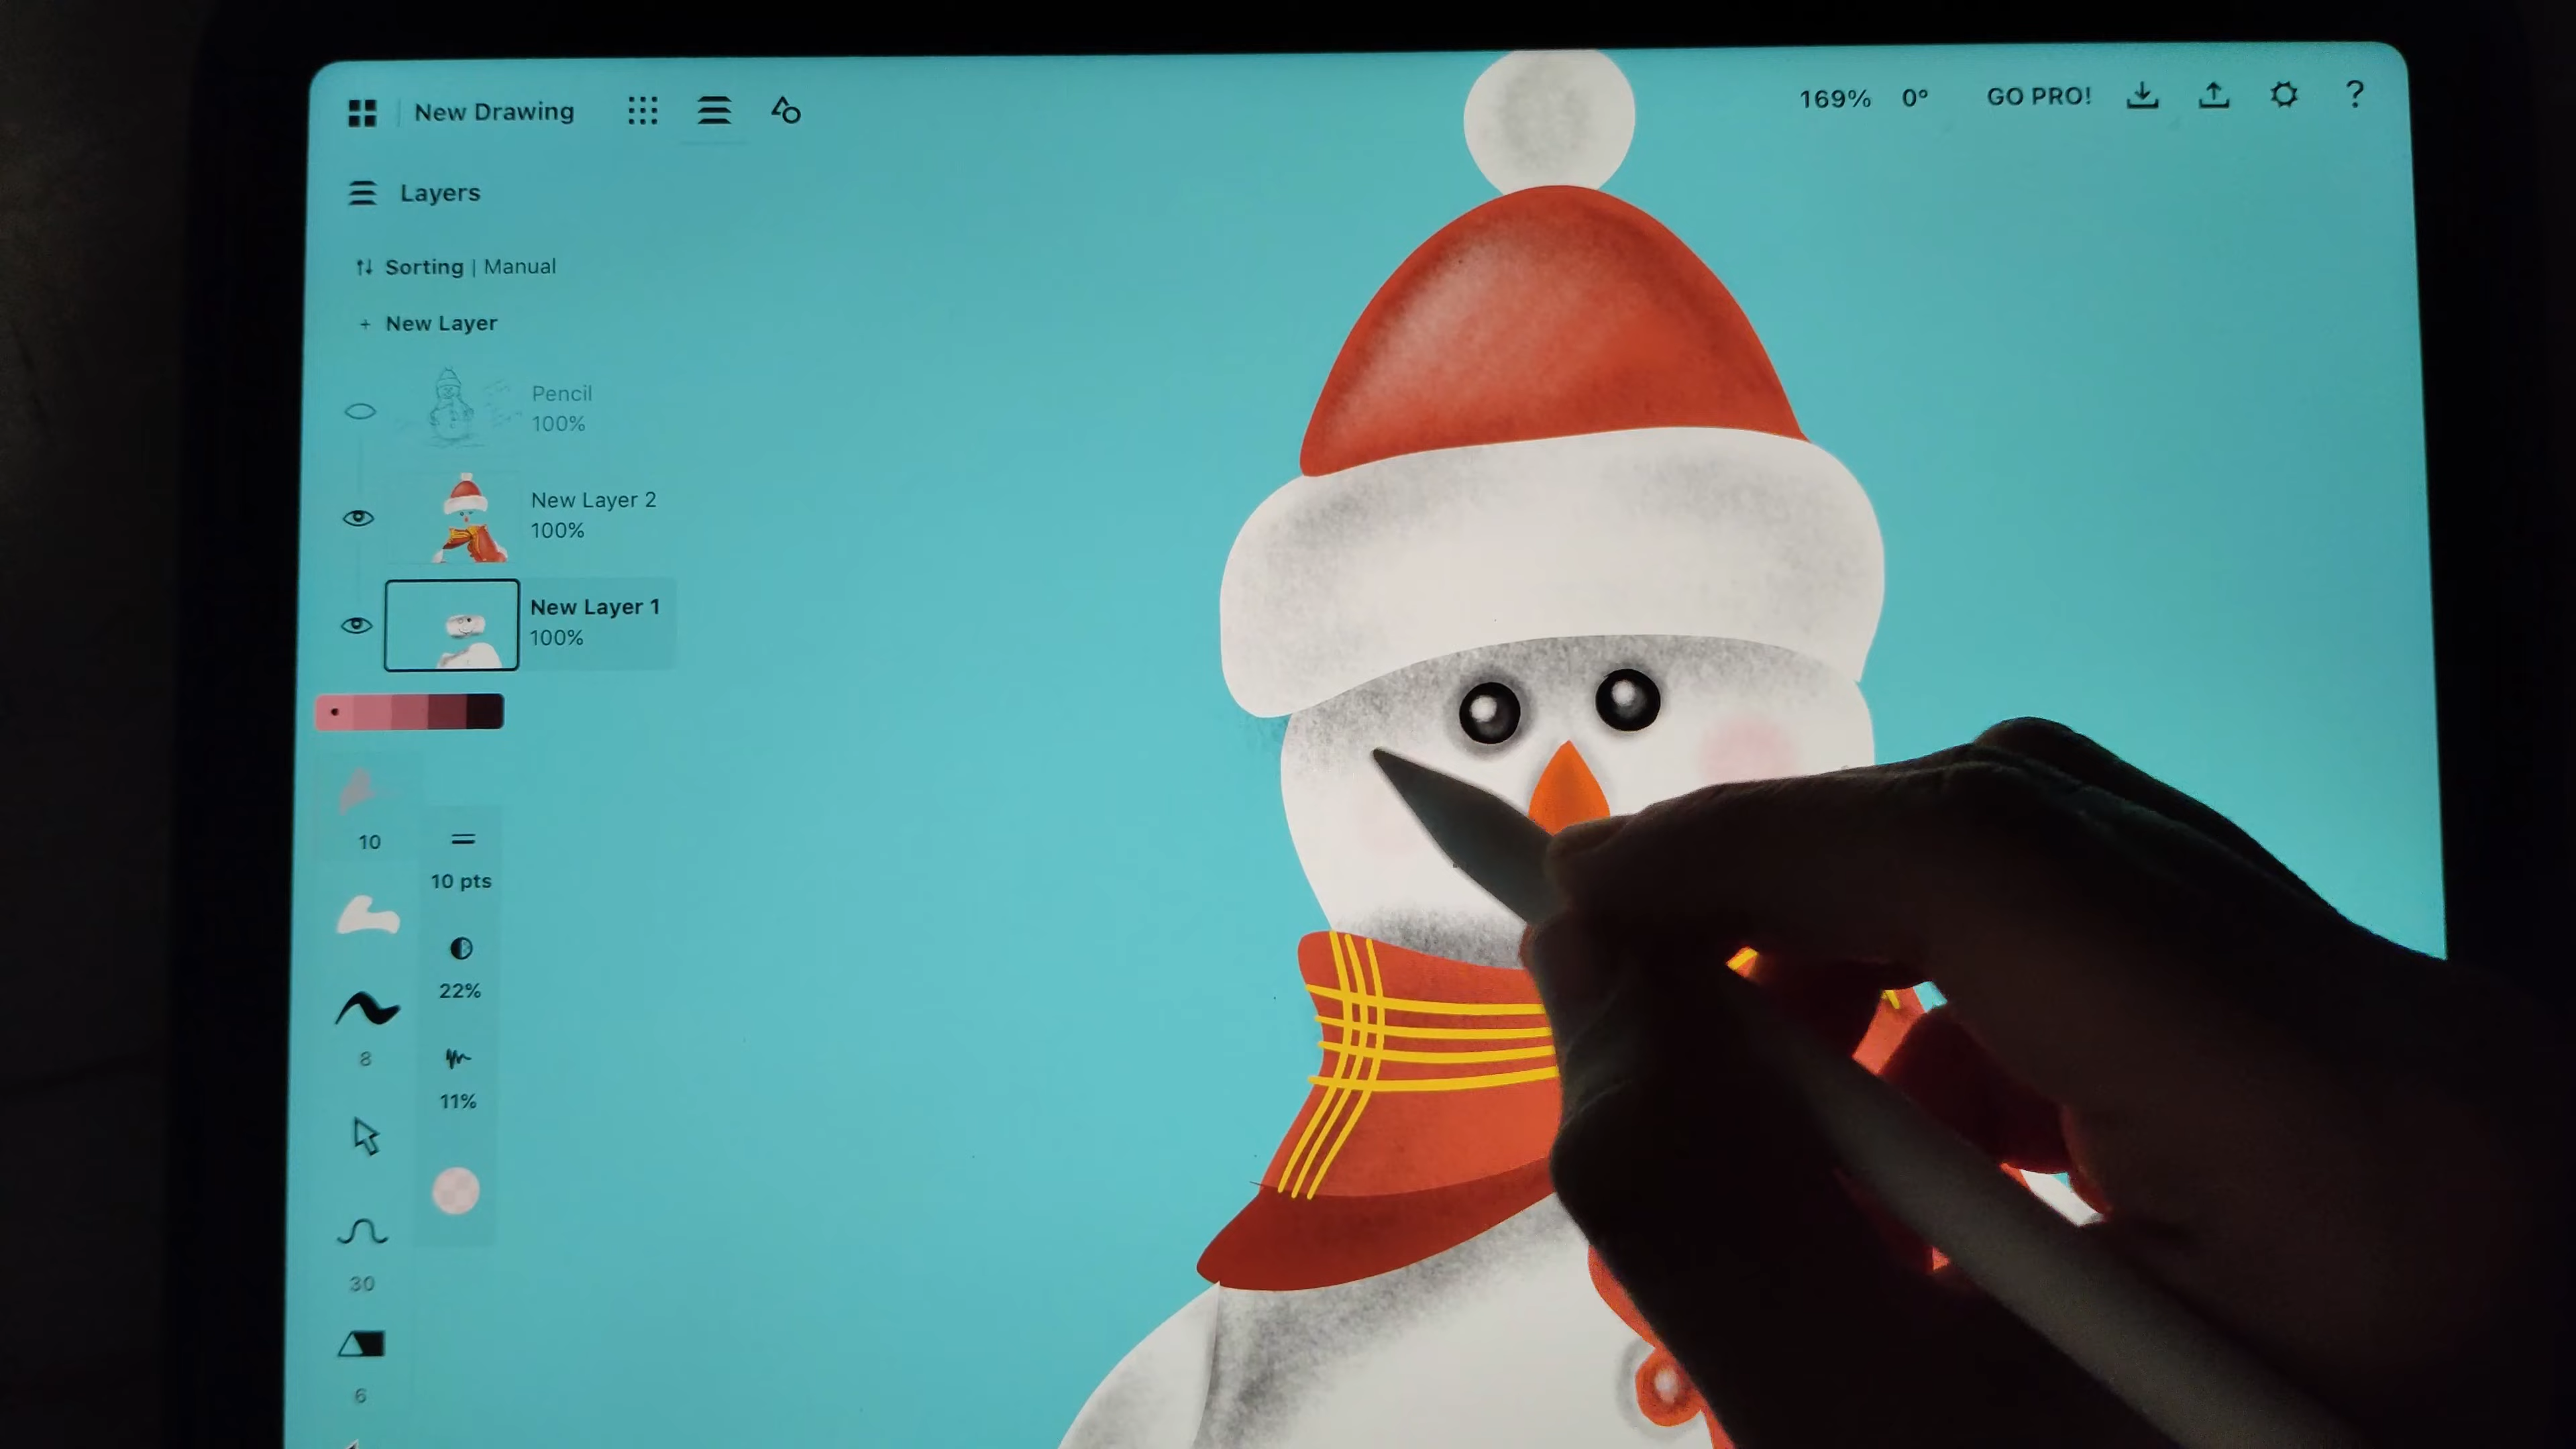 New Drawing
169% 0° GO PRO! ?
Layers
Sorting | Manual
+ New Layer
Pencil
100%
New Layer 2
100%
New Layer 1
100%
10
10 pts
22%
8
11%
30
6